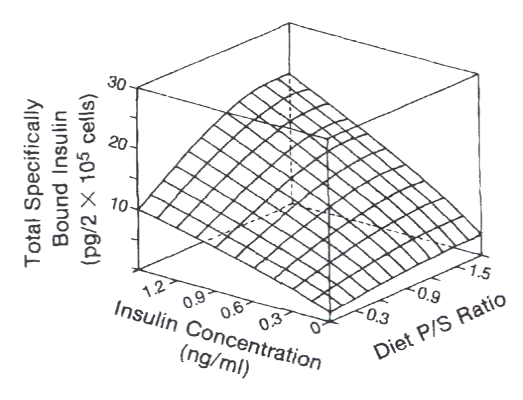 Total Specifically
Bound Insulin
(pg/2 × 10⁵ cells)
30
20
10
1.2
0.9
0.6
0.3
0
Insulin Concentration
(ng/ml)
0.3
0.9
1.5
Diet P/S Ratio